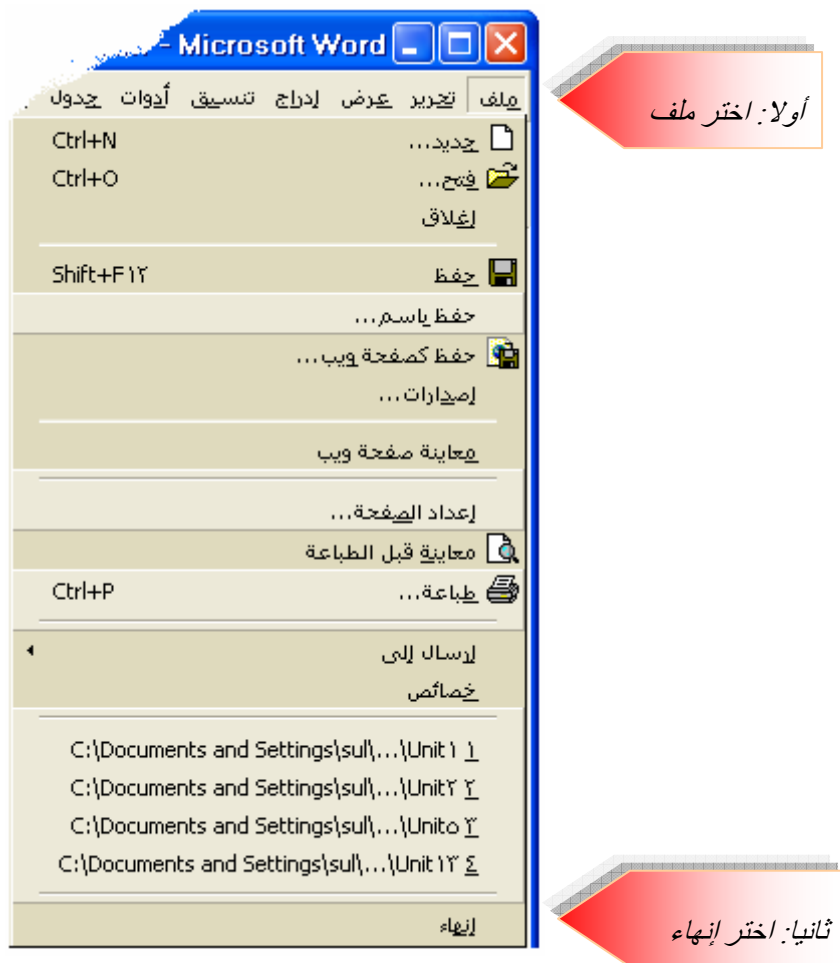 - Microsoft Word
أولا: اختر ملف
ملف تحرير عرض إدراج تنسيق أدوات جدول
جديد... Ctrl+N
فتح... Ctrl+O
إغلاق
حفظ Shift+F١٢
حفظ باسم...
حفظ كصفحة ويب...
إصدارات...
معاينة صفحة ويب
إعداد الصفحة...
معاينة قبل الطباعة
طباعة... Ctrl+P
إرسال إلى
خصائص
١ C:\Documents and Settings\sul\...\Unit١
٢ C:\Documents and Settings\sul\...\Unit٢
٣ C:\Documents and Settings\sul\...\Unit٥
٤ C:\Documents and Settings\sul\...\Unit١٣
إنهاء
ثانيا: اختر إنهاء